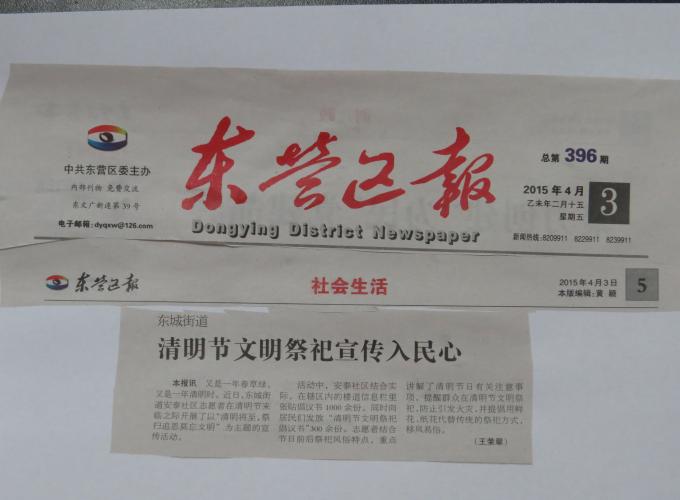 中共东营区委主办
内部刊物 免费交流
东文广新连第39号
电子邮箱:dyqxw@126.com
东营区报
Dongying District Newspaper
总第 396 期
2015年4月
乙未年二月十五
星期五
3
新闻热线:8209911 8229911 8239911
东营区报
社会生活
2015年4月3日
本版编辑:黄 颖
5
东城街道
清明节文明祭祀宣传入民心
本报讯 又是一年春草绿,
又是一年清明时。近日,东城街
道安泰社区志愿者在清明节来
临之际开展了以"清明将至,祭
扫追思莫忘文明"为主题的宣
传活动。
活动中,安泰社区结合实
际,在辖区内的楼道信息栏里
张贴倡议书1000余份。同时向
居民们发放"清明节文明祭祀
倡议书"300余份。志愿者结合
节日前后祭祀风俗特点,重点
讲解了清明节日有关注意事
项,提醒群众在清明节文明祭
祀,防止引发火灾,并提倡用鲜
花、纸花代替传统的祭祀方式,
移风易俗。
(王荣翠)